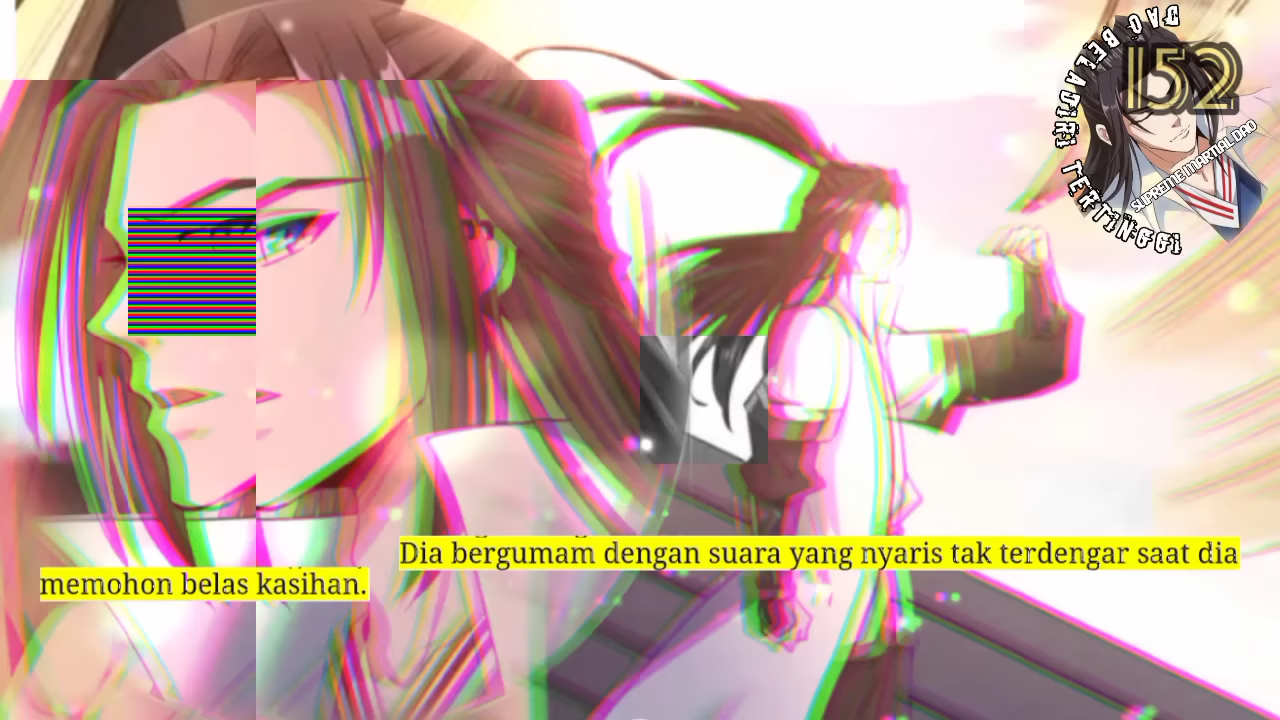 DAO BELADIRI TERTINGGI
152
SUPREME MARTIAL DAO
Dia bergumam dengan suara yang nyaris tak terdengar saat dia
memohon belas kasihan.